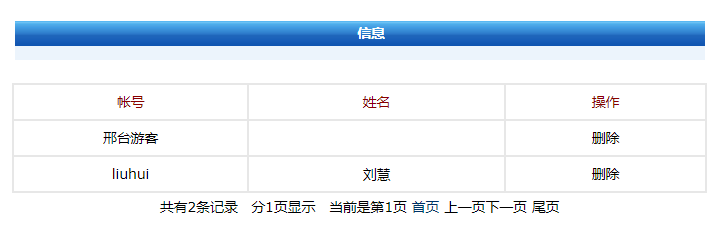 信息
帐号 姓名 操作
邢台游客 删除
liuhui 刘慧 删除
共有2条记录 分1页显示 当前是第1页 首页 上一页下一页 尾页